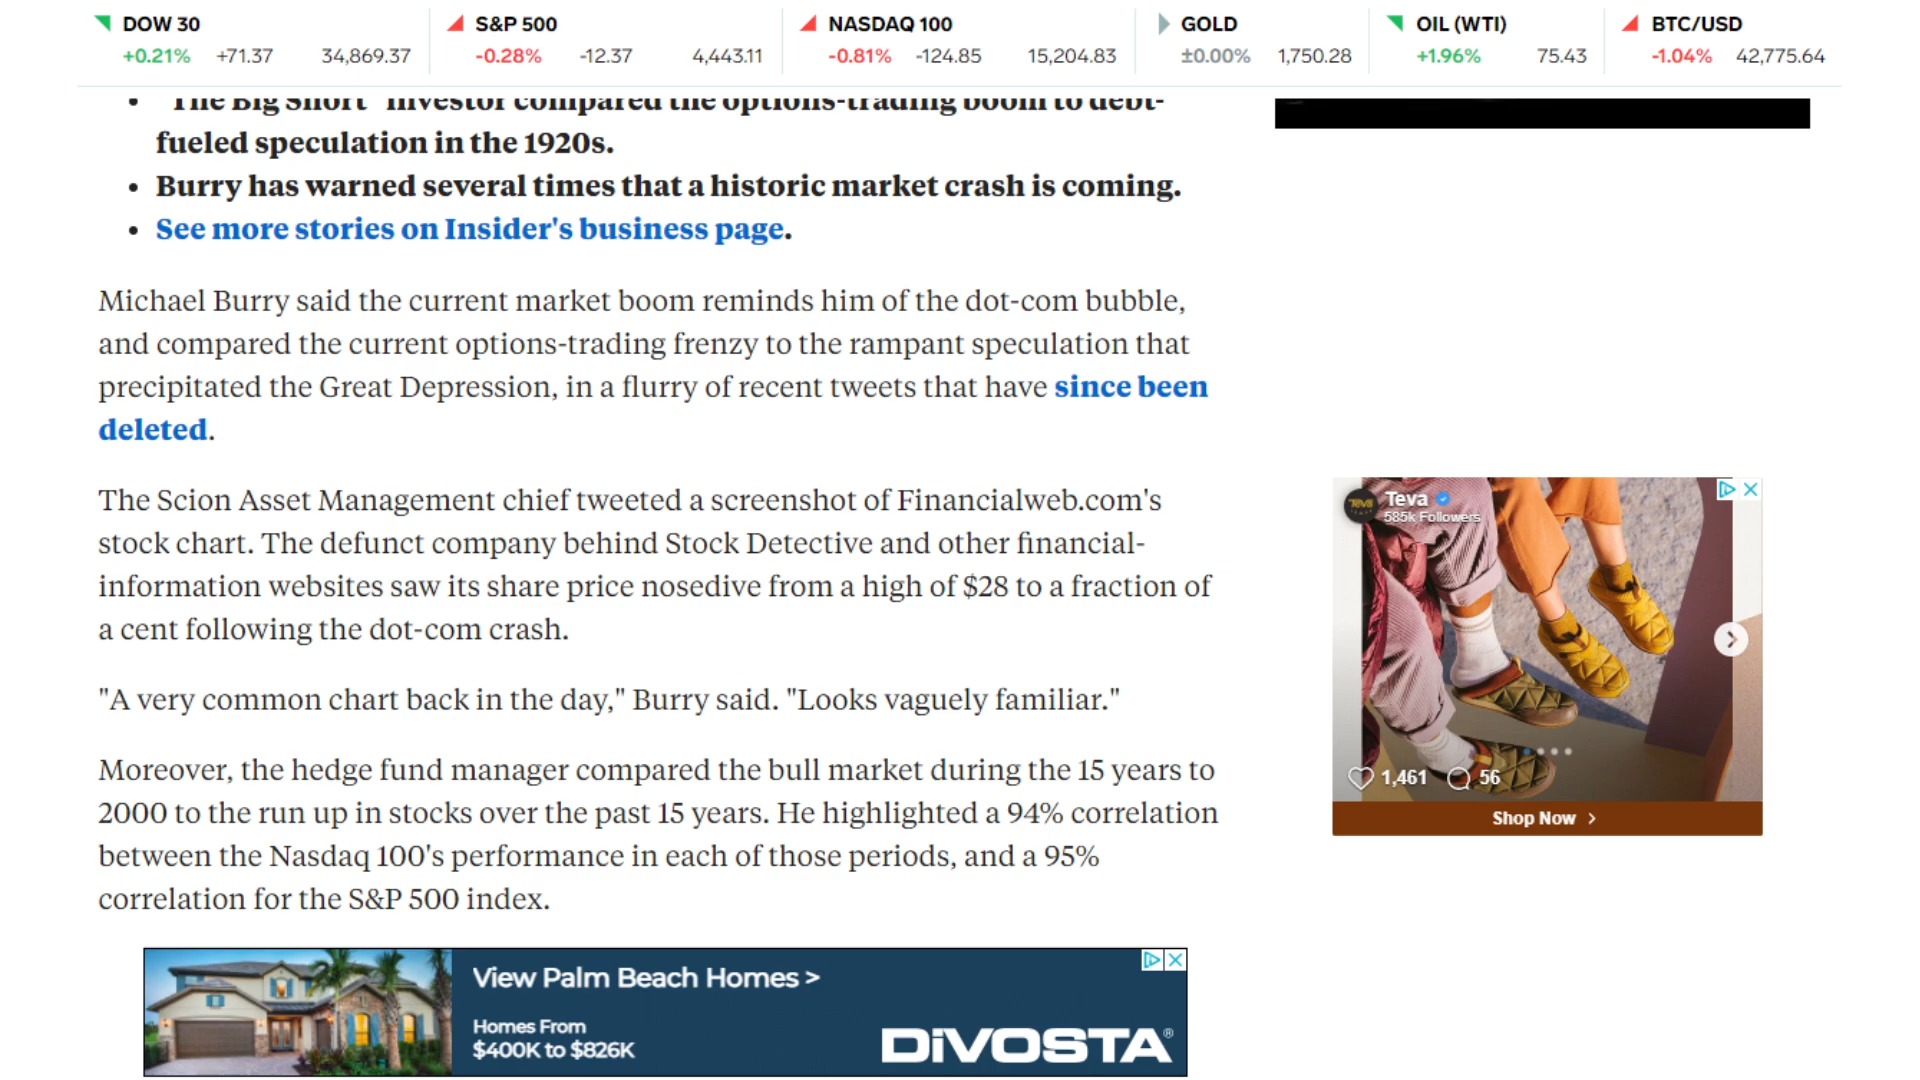 DOW 30
+0.21% +71.37 34,869.37
S&P 500
-0.28% -12.37 4,443.11
NASDAQ 100
-0.81% -124.85 15,204.83
GOLD
±0.00% 1,750.28
OIL (WTI)
+1.96% 75.43
BTC/USD
-1.04% 42,775.64
• "The Big Short" investor compared the options-trading boom to debt-
fueled speculation in the 1920s.
• Burry has warned several times that a historic market crash is coming.
• See more stories on Insider's business page.
Michael Burry said the current market boom reminds him of the dot-com bubble,
and compared the current options-trading frenzy to the rampant speculation that
precipitated the Great Depression, in a flurry of recent tweets that have since been
deleted.
The Scion Asset Management chief tweeted a screenshot of Financialweb.com's
stock chart. The defunct company behind Stock Detective and other financial-
information websites saw its share price nosedive from a high of $28 to a fraction of
a cent following the dot-com crash.
"A very common chart back in the day," Burry said. "Looks vaguely familiar."
Moreover, the hedge fund manager compared the bull market during the 15 years to
2000 to the run up in stocks over the past 15 years. He highlighted a 94% correlation
between the Nasdaq 100's performance in each of those periods, and a 95%
correlation for the S&P 500 index.
Teva
Teva
585k Followers
1,461 56
Shop Now >
View Palm Beach Homes >
Homes From
$400K to $826K
DiVOSTA®